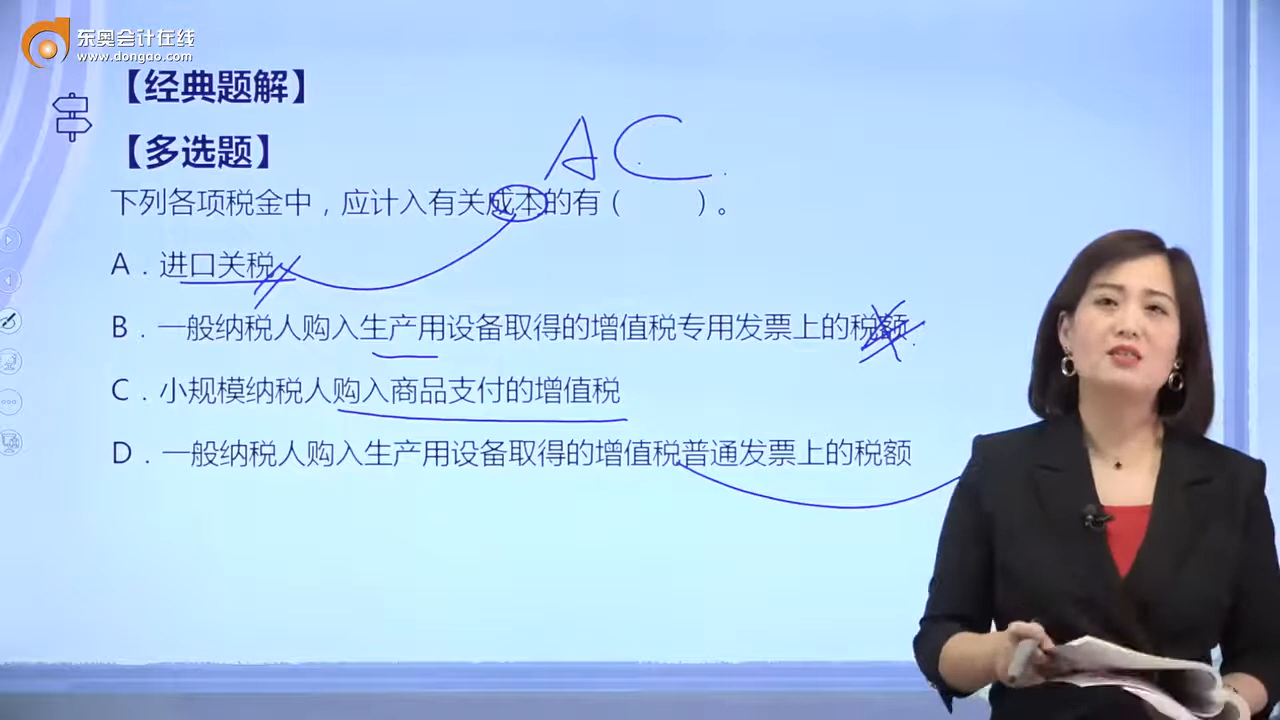 东奥会计在线
www.dongao.com
【经典题解】
【多选题】
AC.
下列各项税金中，应计入有关成本的有（　　）。
A．进口关税
B．一般纳税人购入生产用设备取得的增值税专用发票上的税额
C．小规模纳税人购入商品支付的增值税
D．一般纳税人购入生产用设备取得的增值税普通发票上的税额